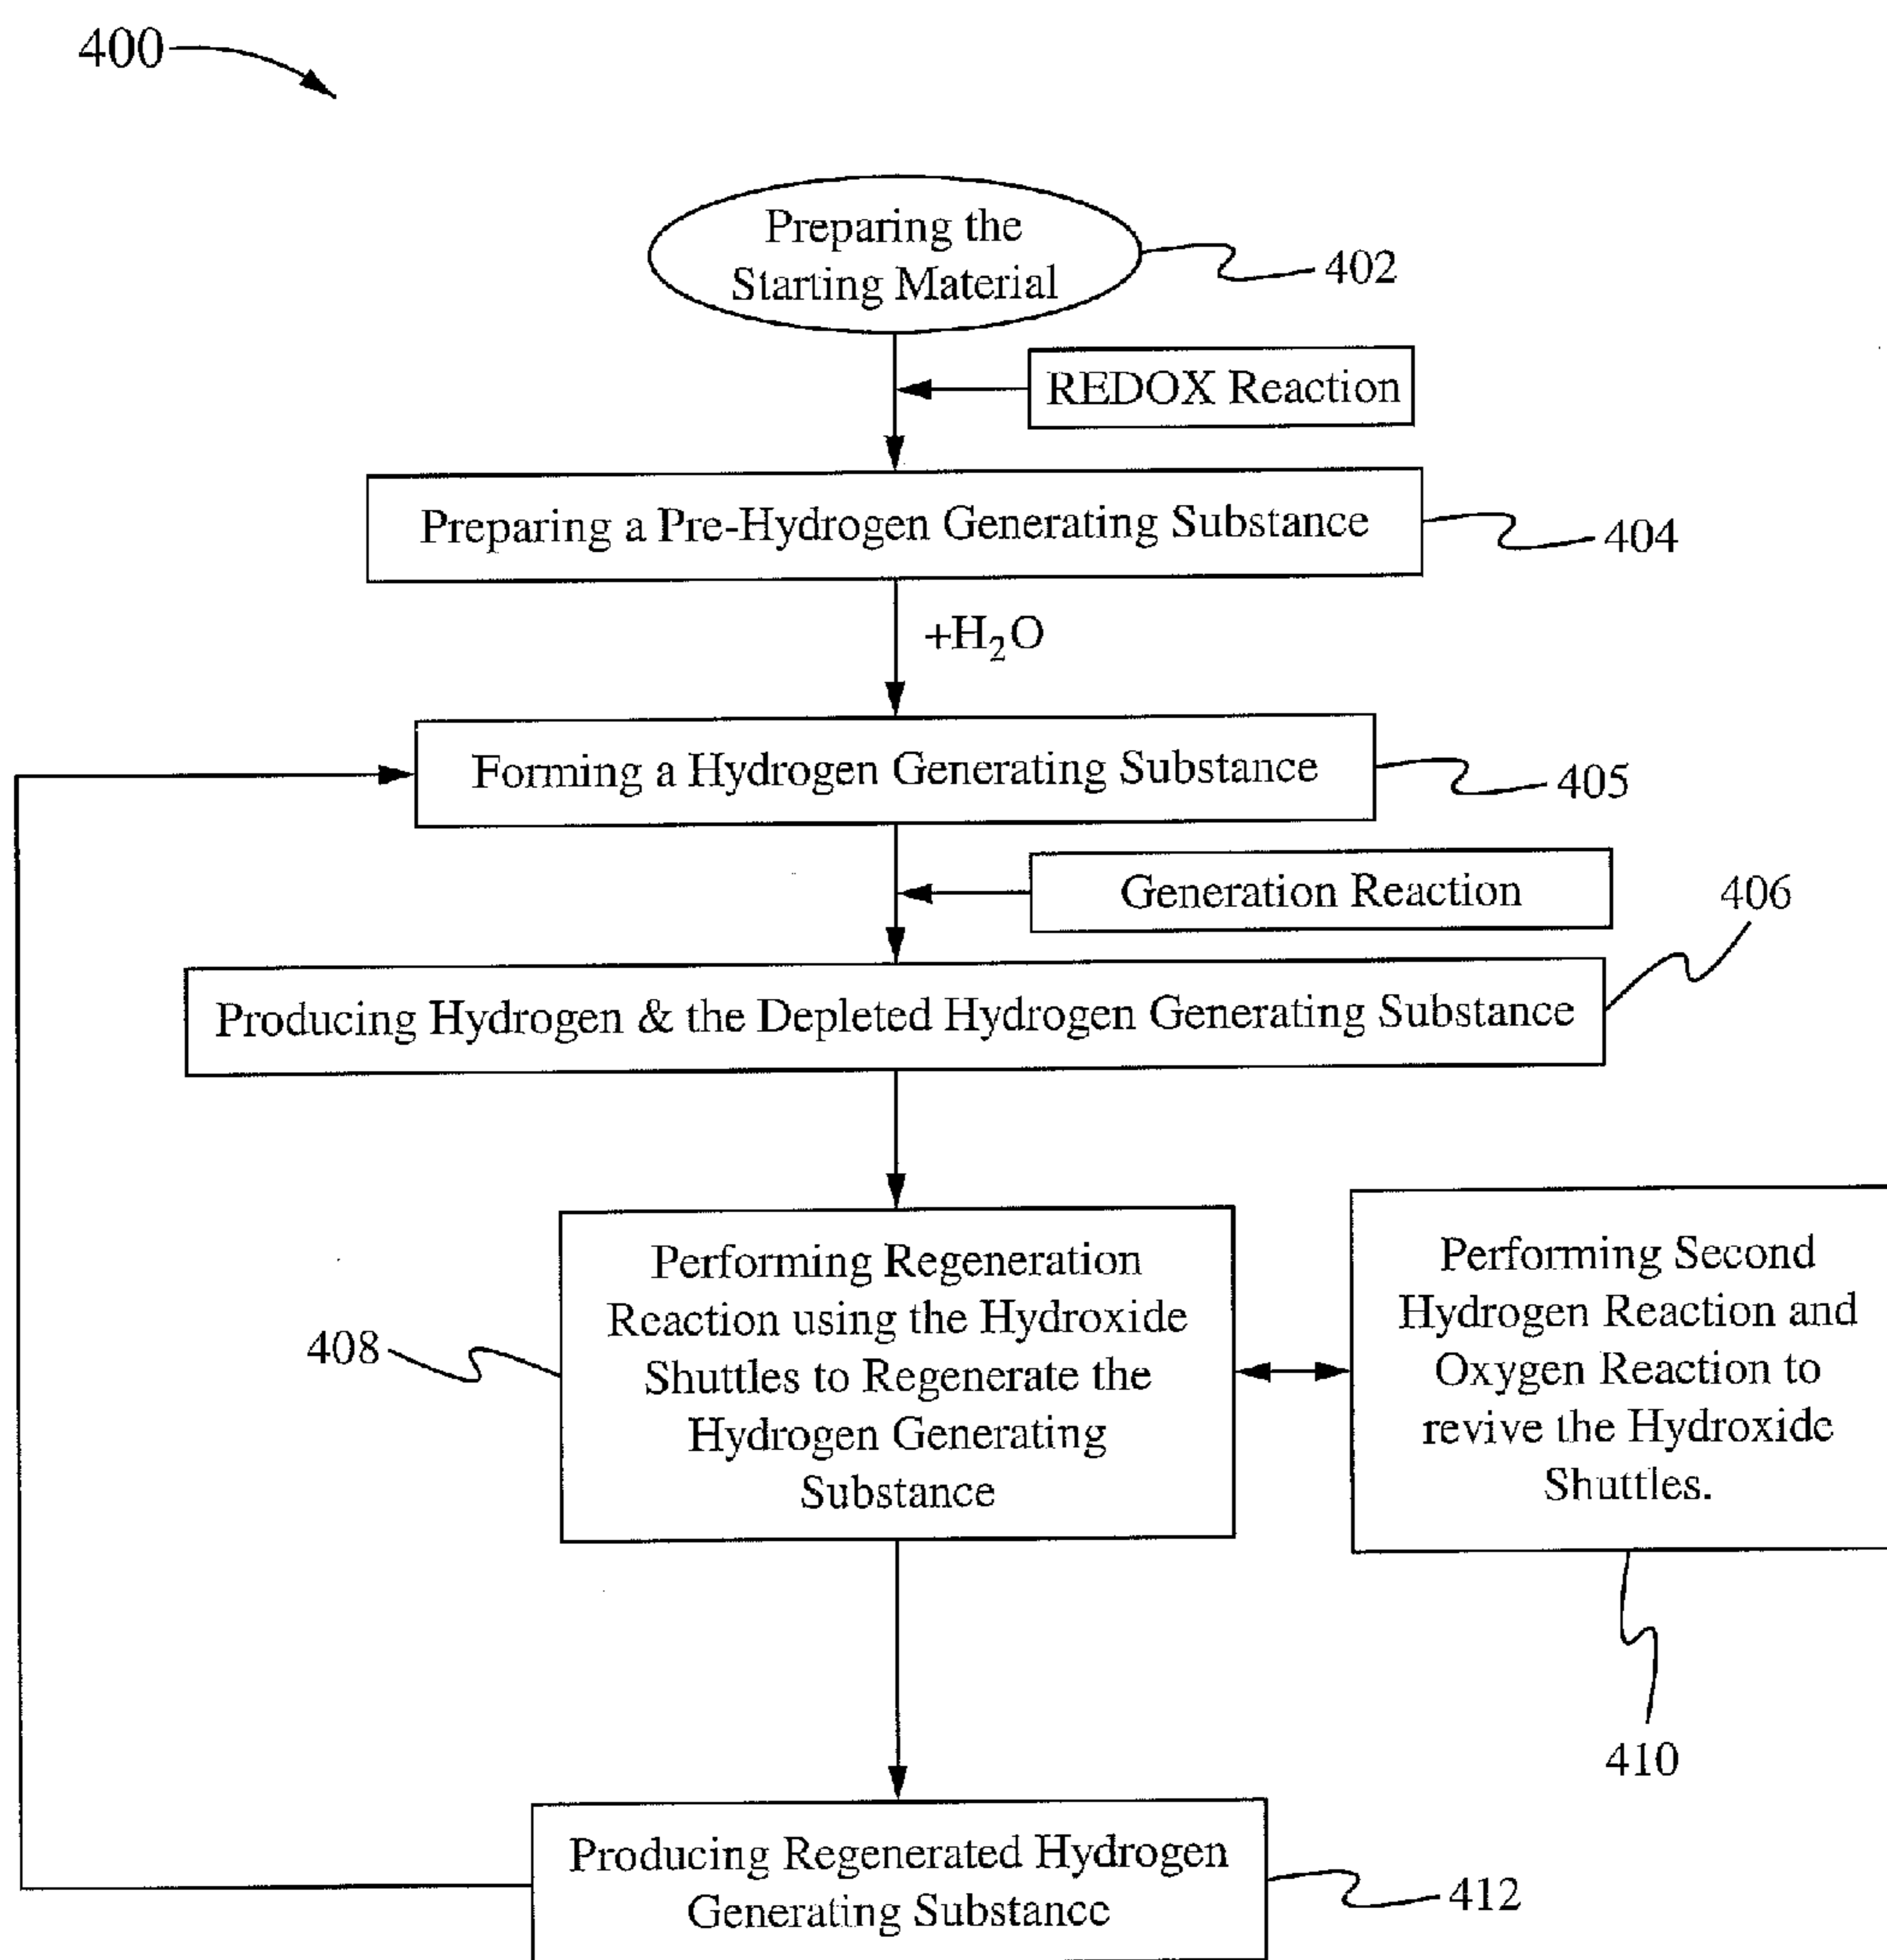 400
Preparing the
Starting Material
402
REDOX Reaction
Preparing a Pre-Hydrogen Generating Substance
404
+H₂O
Forming a Hydrogen Generating Substance
405
Generation Reaction
406
Producing Hydrogen & the Depleted Hydrogen Generating Substance
Performing Regeneration
Reaction using the Hydroxide
Shuttles to Regenerate the
Hydrogen Generating
Substance
408
Performing Second
Hydrogen Reaction and
Oxygen Reaction to
revive the Hydroxide
Shuttles.
410
Producing Regenerated Hydrogen
Generating Substance
412